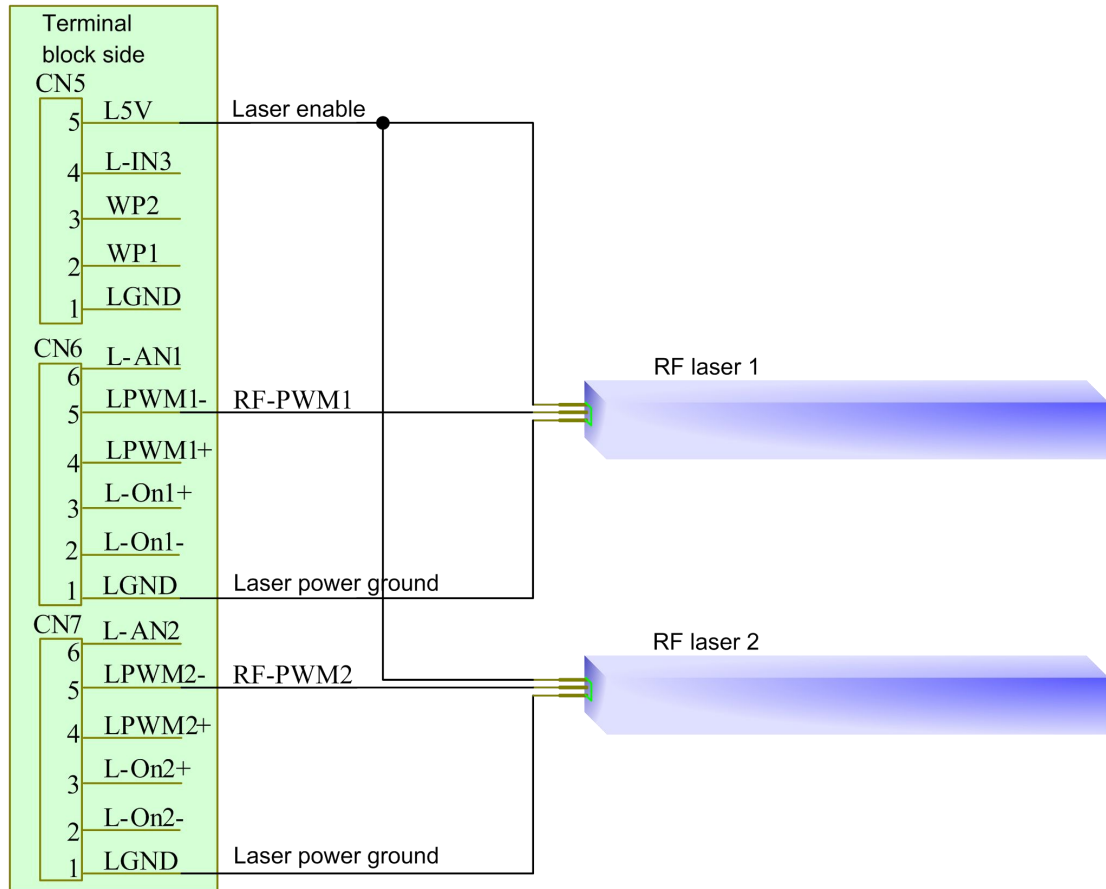 Terminal
block side
CN5
5 L5V Laser enable
4 L-IN3
3 WP2
2 WP1
1 LGND
CN6
6 L-AN1
5 LPWM1- RF-PWM1
4 LPWM1+
3 L-On1+
2 L-On1-
1 LGND Laser power ground
RF laser 1
CN7
6 L-AN2
5 LPWM2- RF-PWM2
4 LPWM2+
3 L-On2+
2 L-On2-
1 LGND Laser power ground
RF laser 2